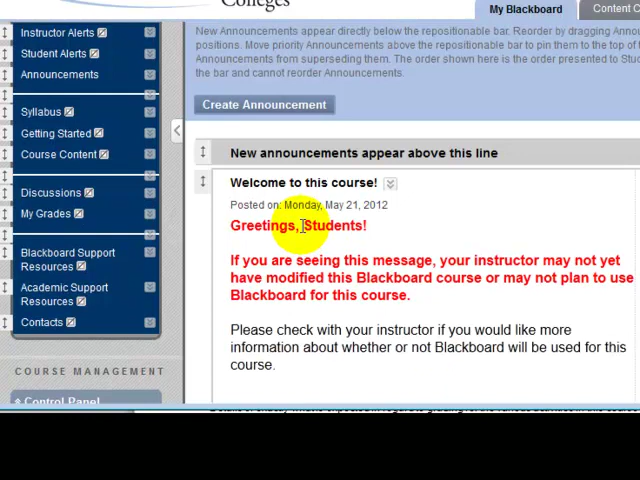 Colleges
My Blackboard
Content C
Instructor Alerts
Student Alerts
Announcements
Syllabus
Getting Started
Course Content
Discussions
My Grades
Blackboard Support
Resources
Academic Support
Resources
Contacts
COURSE MANAGEMENT
Control Panel
New Announcements appear directly below the repositionable bar. Reorder by dragging Annou
positions. Move priority Announcements above the repositionable bar to pin them to the top of t
Announcements from superseding them. The order shown here is the order presented to Stu
the bar and cannot reorder Announcements.
Create Announcement
New announcements appear above this line
Welcome to this course!
Posted on: Monday, May 21, 2012
Greetings, Students!
If you are seeing this message, your instructor may not yet
have modified this Blackboard course or may not plan to use
Blackboard for this course.
Please check with your instructor if you would like more
information about whether or not Blackboard will be used for this
course.